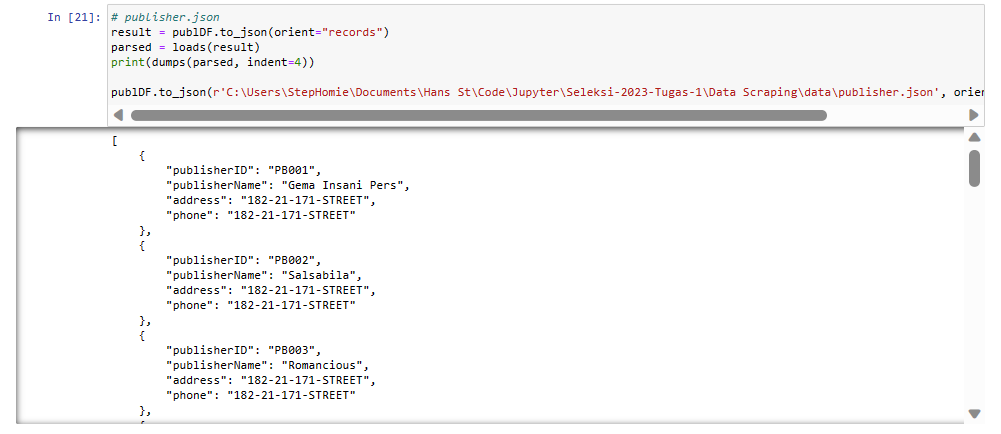 In [21]: # publisher.json
result = publDF.to_json(orient="records")
parsed = loads(result)
print(dumps(parsed, indent=4))
publDF.to_json(r'C:\Users\StepHomie\Documents\Hans St\Code\Jupyter\Seleksi-2023-Tugas-1\Data Scraping\data\publisher.json', orien
[
    {
        "publisherID": "PB001",
        "publisherName": "Gema Insani Pers",
        "address": "182-21-171-STREET",
        "phone": "182-21-171-STREET"
    },
    {
        "publisherID": "PB002",
        "publisherName": "Salsabila",
        "address": "182-21-171-STREET",
        "phone": "182-21-171-STREET"
    },
    {
        "publisherID": "PB003",
        "publisherName": "Romancious",
        "address": "182-21-171-STREET",
        "phone": "182-21-171-STREET"
    },